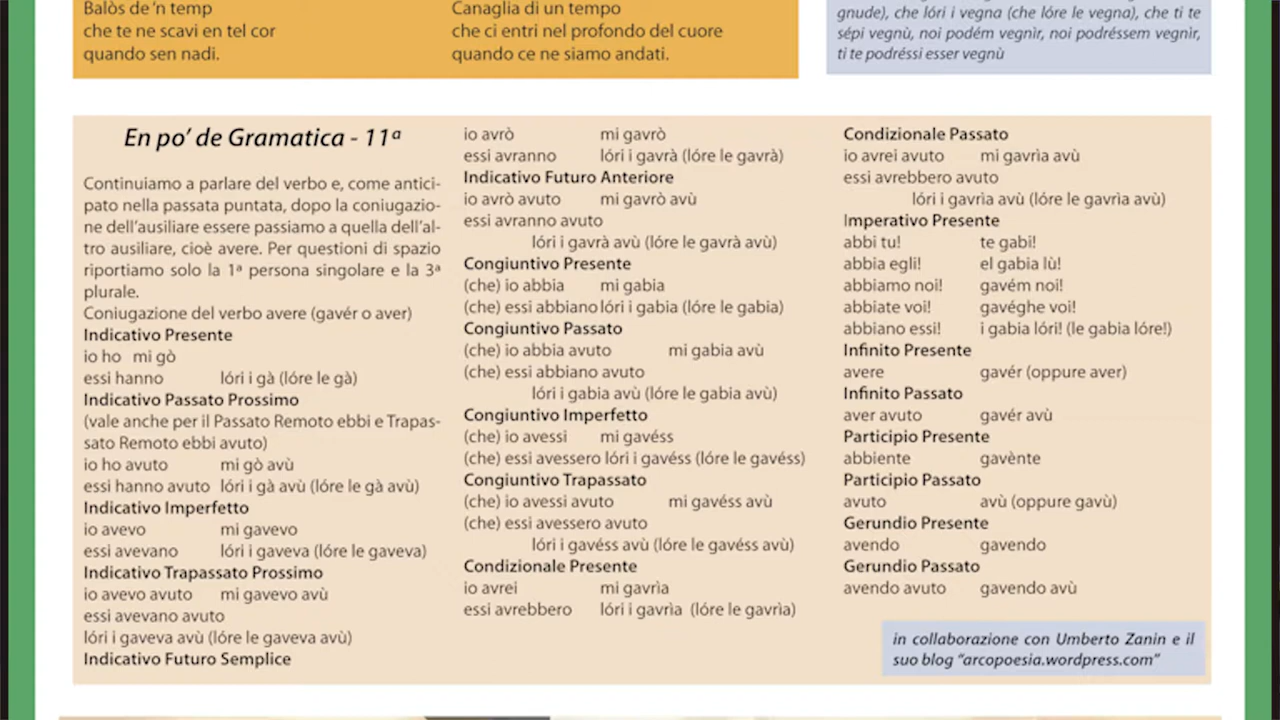 Balòs de 'n temp
che te ne scavi en tel cor
quando sen nadi.
Canaglia di un tempo
che ci entri nel profondo del cuore
quando ce ne siamo andati.
gnude), che lóri i vegna (che lóre le vegna), che ti te
sépi vegnù, noi podém vegnìr, noi podréssem vegnìr,
ti te podréssi esser vegnù
En po' de Gramatica - 11ª
Continuiamo a parlare del verbo e, come antici-
pato nella passata puntata, dopo la coniugazio-
ne dell'ausiliare essere passiamo a quella dell'al-
tro ausiliare, cioè avere. Per questioni di spazio
riportiamo solo la 1ª persona singolare e la 3ª
plurale.
Coniugazione del verbo avere (gavér o aver)
Indicativo Presente
io ho mi gò
essi hanno lóri i gà (lóre le gà)
Indicativo Passato Prossimo
(vale anche per il Passato Remoto ebbi e Trapas-
sato Remoto ebbi avuto)
io ho avuto mi gò avù
essi hanno avuto lóri i gà avù (lóre le gà avù)
Indicativo Imperfetto
io avevo mi gavevo
essi avevano lóri i gaveva (lóre le gaveva)
Indicativo Trapassato Prossimo
io avevo avuto mi gavevo avù
essi avevano avuto
lóri i gaveva avù (lóre le gaveva avù)
Indicativo Futuro Semplice
io avrò mi gavrò
essi avranno lóri i gavrà (lóre le gavrà)
Indicativo Futuro Anteriore
io avrò avuto mi gavrò avù
essi avranno avuto
lóri i gavrà avù (lóre le gavrà avù)
Congiuntivo Presente
(che) io abbia mi gabia
(che) essi abbiano lóri i gabia (lóre le gabia)
Congiuntivo Passato
(che) io abbia avuto mi gabia avù
(che) essi abbiano avuto
lóri i gabia avù (lóre le gabia avù)
Congiuntivo Imperfetto
(che) io avessi mi gavéss
(che) essi avessero lóri i gavéss (lóre le gavéss)
Congiuntivo Trapassato
(che) io avessi avuto mi gavéss avù
(che) essi avessero avuto
lóri i gavéss avù (lóre le gavéss avù)
Condizionale Presente
io avrei mi gavrìa
essi avrebbero lóri i gavrìa (lóre le gavrìa)
Condizionale Passato
io avrei avuto mi gavrìa avù
essi avrebbero avuto
lóri i gavrìa avù (lóre le gavrìa avù)
Imperativo Presente
abbi tu! te gabi!
abbia egli! el gabia lù!
abbiamo noi! gavém noi!
abbiate voi! gavéghe voi!
abbiano essi! i gabia lóri! (le gabia lóre!)
Infinito Presente
avere gavér (oppure aver)
Infinito Passato
aver avuto gavér avù
Participio Presente
abbiente gavènte
Participio Passato
avuto avù (oppure gavù)
Gerundio Presente
avendo gavendo
Gerundio Passato
avendo avuto gavendo avù
in collaborazione con Umberto Zanin e il
suo blog "arcopoesia.wordpress.com"